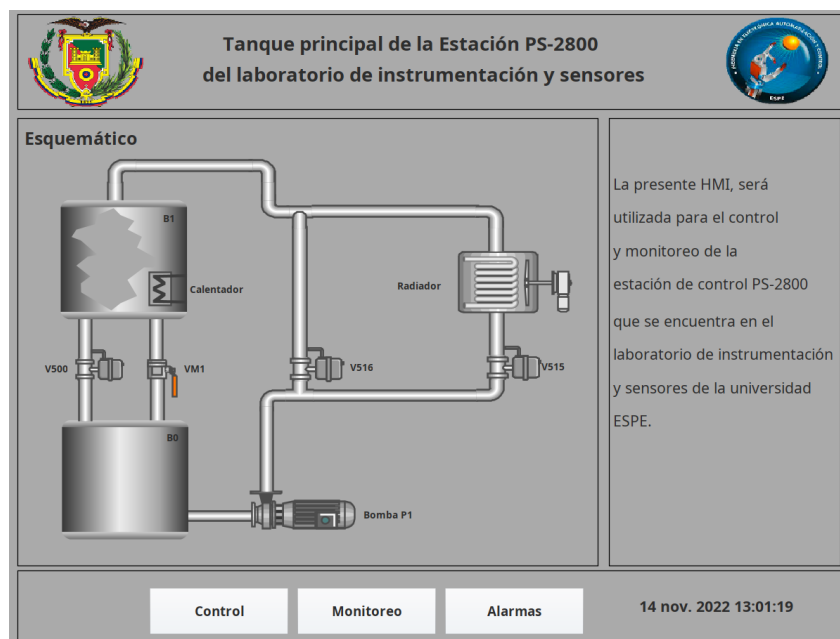 Tanque principal de la Estación PS-2800
del laboratorio de instrumentación y sensores
ESPE
Esquemático
B1
Calentador
Radiador
V500
VM1
V516
V515
B0
Bomba P1
La presente HMI, será
utilizada para el control
y monitoreo de la
estación de control PS-2800
que se encuentra en el
laboratorio de instrumentación
y sensores de la universidad
ESPE.
Control
Monitoreo
Alarmas
14 nov. 2022 13:01:19